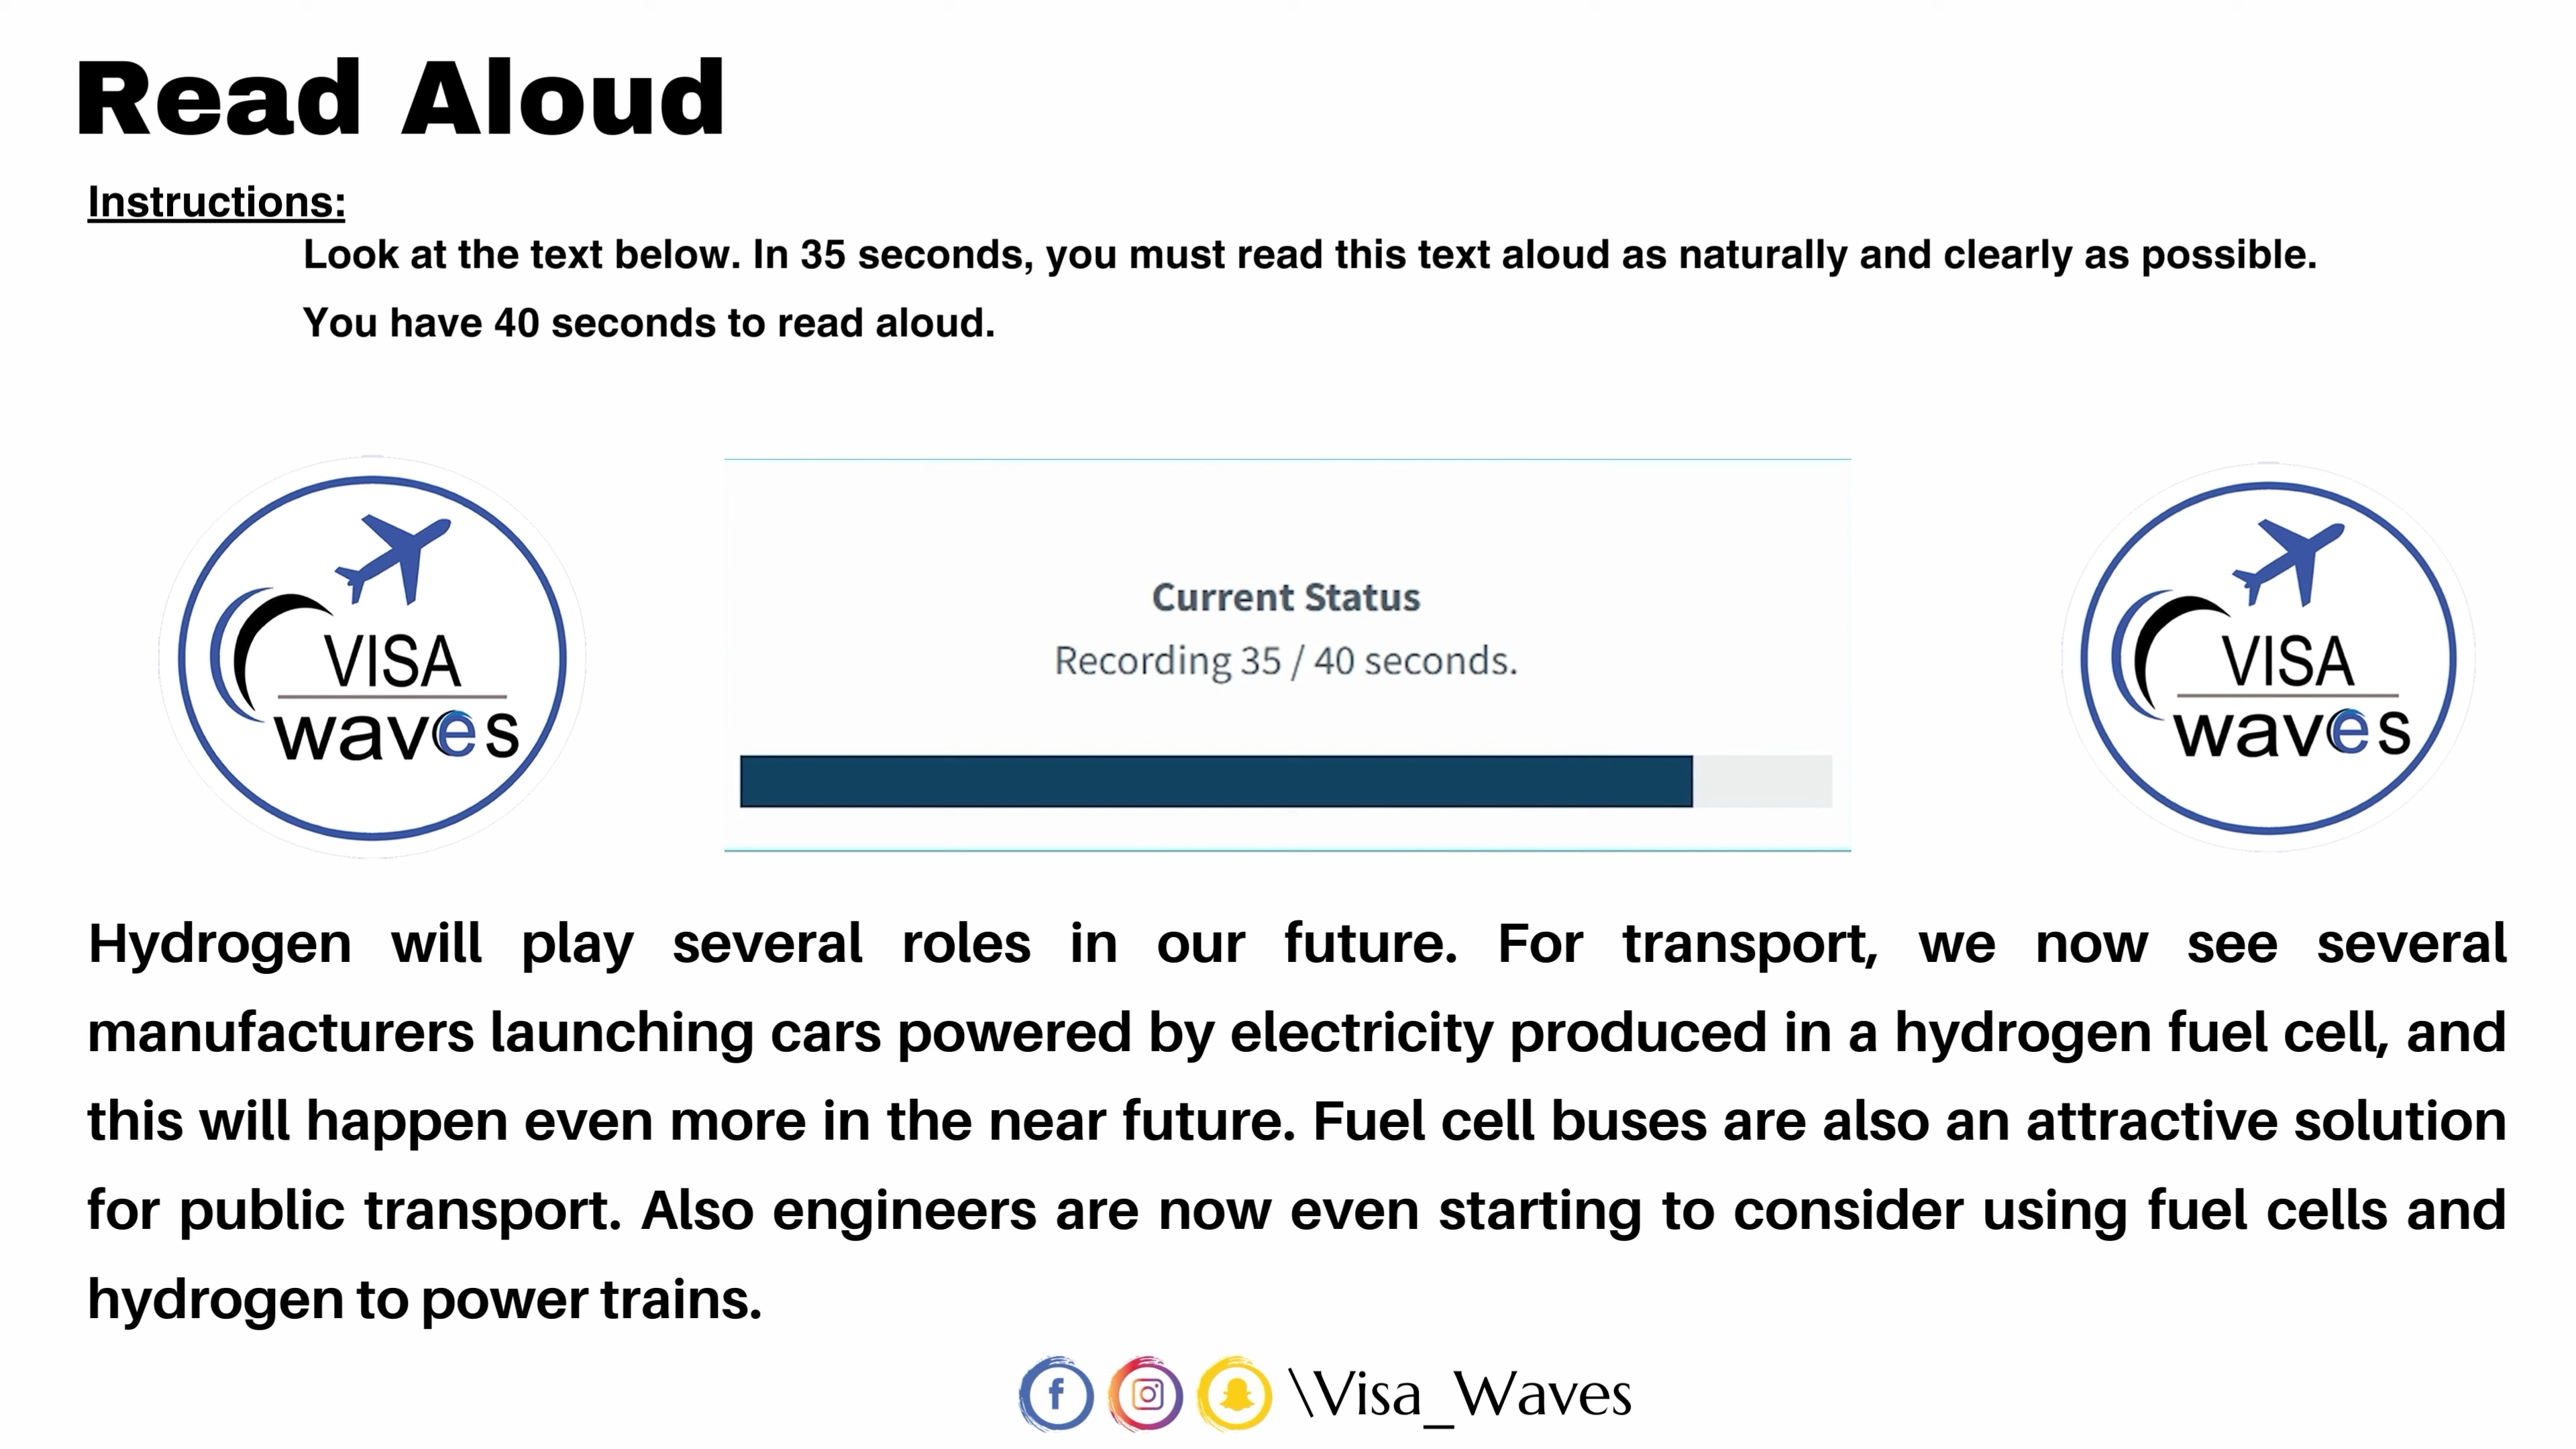 Read Aloud
Instructions:
Look at the text below. In 35 seconds, you must read this text aloud as naturally and clearly as possible.
You have 40 seconds to read aloud.
VISA
waves
Current Status
Recording 35 / 40 seconds.
VISA
waves
Hydrogen will play several roles in our future. For transport, we now see several
manufacturers launching cars powered by electricity produced in a hydrogen fuel cell, and
this will happen even more in the near future. Fuel cell buses are also an attractive solution
for public transport. Also engineers are now even starting to consider using fuel cells and
hydrogen to power trains.
\Visa_Waves